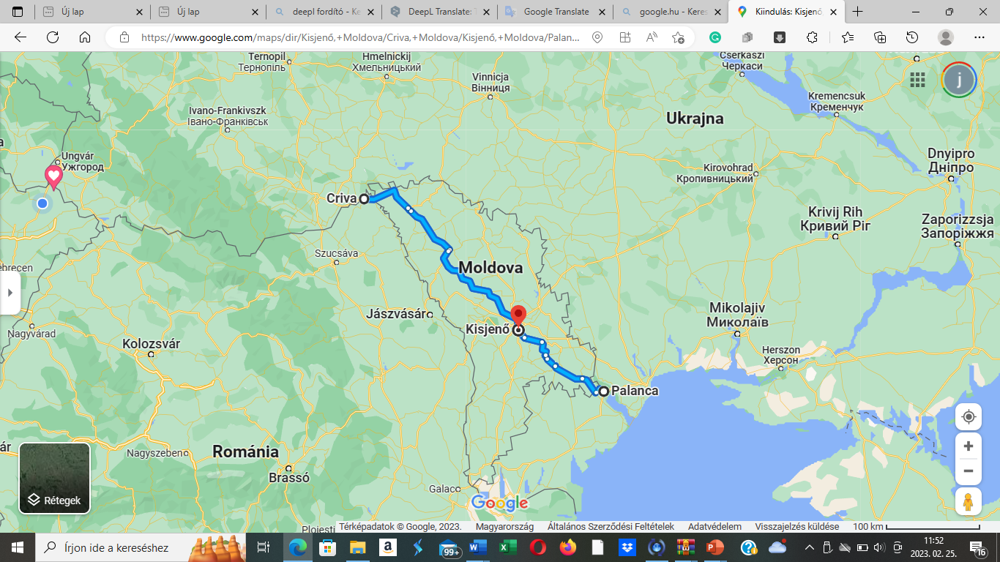 Új lap
Új lap
deepl fordító - Ke
DeepL Translate: T
Google Translate
google.hu - Keres
Kiindulás: Kisjenő,
https://www.google.com/maps/dir/Kisjenő,+Moldova/Criva,+Moldova/Kisjenő,+Moldova/Palan...
Ternopil
Тернопіль
Hmelnickij
Хмельницький
Vinnicja
Вінниця
Cserkaszi
Черкаси
j
Kremencsuk
Кременчук
Ivano-Frankivszk
Івано-Франківськ
Ukrajna
Ungvár
Ужгород
Kirovohrad
Кропивницький
Dnyipro
Дніпро
Criva
Krivij Rih
Кривий Ріг
Zaporizzsja
Запоріжжя
Szucsáva
Moldova
ebrecen
Jászvásár
Kisjenő
Mikolajiv
Миколаїв
Nagyvárad
Kolozsvár
Herszon
Херсон
Palanca
ár
Nagyszeben
Románia
Brassó
Galac
Rétegek
Google
Ploiești
Térképadatok © Google, 2023. Magyarország Általános Szerződési Feltételek Adatvédelem Visszajelzés küldése 100 km
Írjon ide a kereséshez
99+
11:52
2023. 02. 25.
16